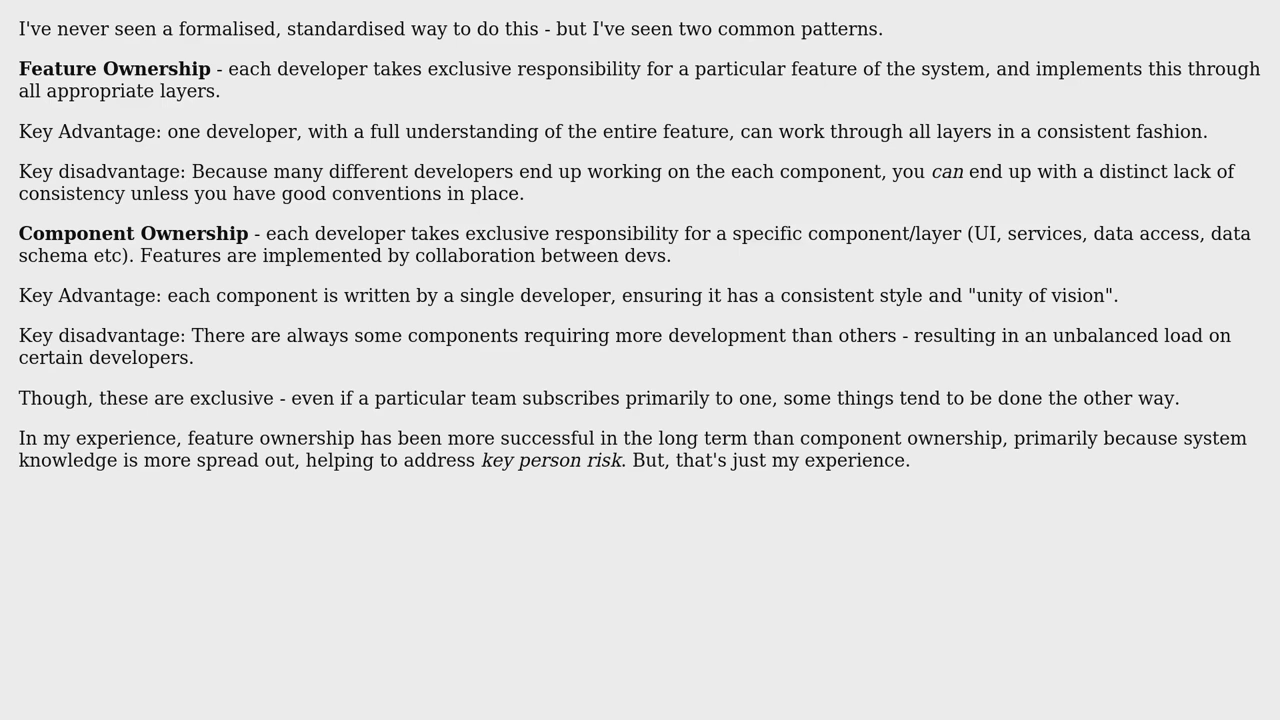 I've never seen a formalised, standardised way to do this - but I've seen two common patterns.
Feature Ownership - each developer takes exclusive responsibility for a particular feature of the system, and implements this through
all appropriate layers.
Key Advantage: one developer, with a full understanding of the entire feature, can work through all layers in a consistent fashion.
Key disadvantage: Because many different developers end up working on the each component, you can end up with a distinct lack of
consistency unless you have good conventions in place.
Component Ownership - each developer takes exclusive responsibility for a specific component/layer (UI, services, data access, data
schema etc). Features are implemented by collaboration between devs.
Key Advantage: each component is written by a single developer, ensuring it has a consistent style and "unity of vision".
Key disadvantage: There are always some components requiring more development than others - resulting in an unbalanced load on
certain developers.
Though, these are exclusive - even if a particular team subscribes primarily to one, some things tend to be done the other way.
In my experience, feature ownership has been more successful in the long term than component ownership, primarily because system
knowledge is more spread out, helping to address key person risk. But, that's just my experience.